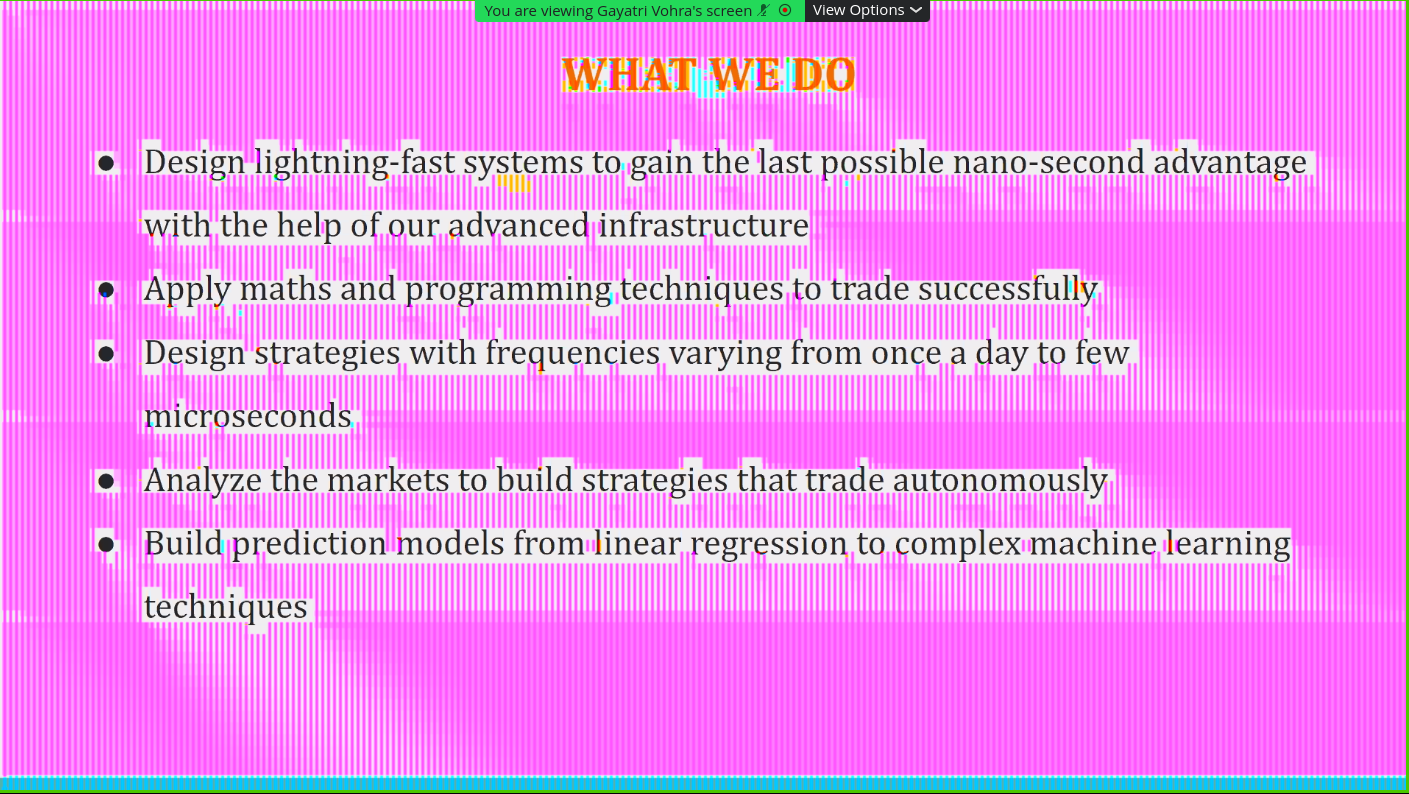 You are viewing Gayatri Vohra's screen
View Options
WHAT WE DO
● Design lightning-fast systems to gain the last possible nano-second advantage
with the help of our advanced infrastructure
● Apply maths and programming techniques to trade successfully
● Design strategies with frequencies varying from once a day to few
microseconds
● Analyze the markets to build strategies that trade autonomously
● Build prediction models from linear regression to complex machine learning
techniques